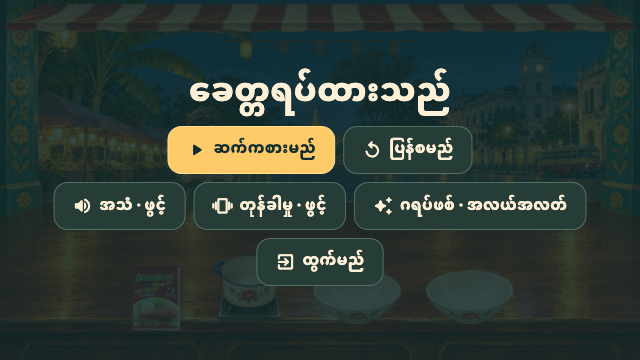 ခေတ္တရပ်ထားသည်
ဆက်ကစားမည်
ပြန်စမည်
အသံ · ဖွင့်
တုန်ခါမှု · ဖွင့်
ဂရပ်ဖစ် · အလယ်အလတ်
ထွက်မည်